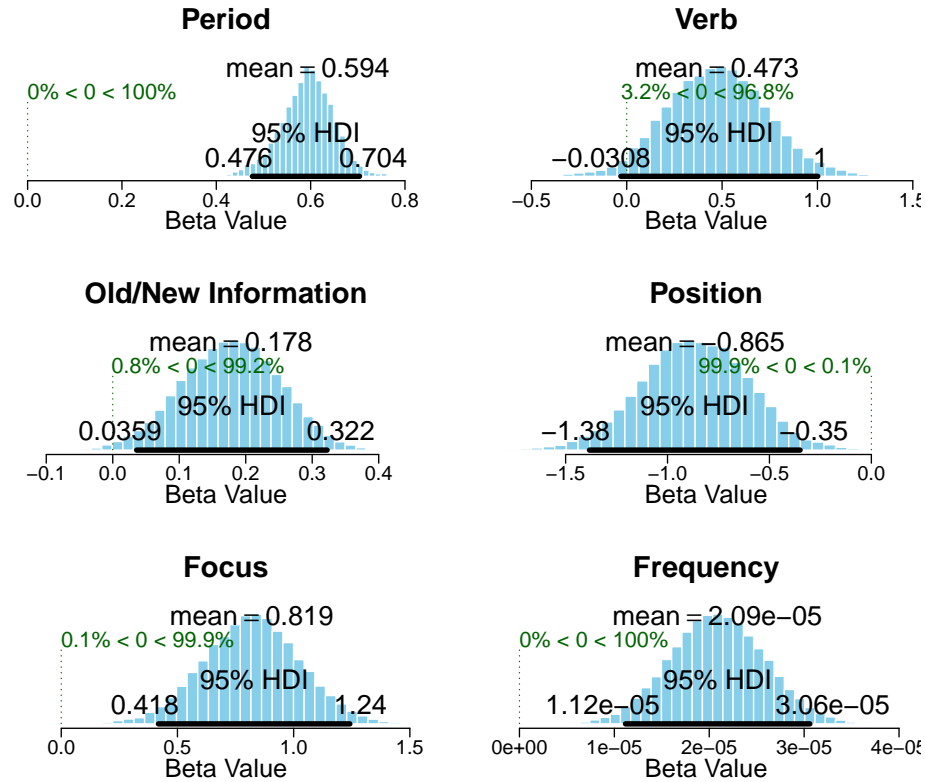 Period
mean = 0.594
0% < 0 < 100%
95% HDI
0.476 0.704
0.0 0.2 0.4 0.6 0.8
Beta Value
Verb
mean = 0.473
3.2% < 0 < 96.8%
95% HDI
−0.0308 1
−0.5 0.0 0.5 1.0 1.5
Beta Value
Old/New Information
mean = 0.178
0.8% < 0 < 99.2%
95% HDI
0.0359 0.322
−0.1 0.1 0.2 0.3 0.4
Beta Value
Position
mean = −0.865
99.9% < 0 < 0.1%
95% HDI
−1.38 −0.35
−1.5 −1.0 −0.5 0.0
Beta Value
Focus
mean = 0.819
0.1% < 0 < 99.9%
95% HDI
0.418 1.24
0.0 0.5 1.0 1.5
Beta Value
Frequency
mean = 2.09e−05
0% < 0 < 100%
95% HDI
1.12e−05 3.06e−05
0e+00 1e−05 2e−05 3e−05 4e−05
Beta Value